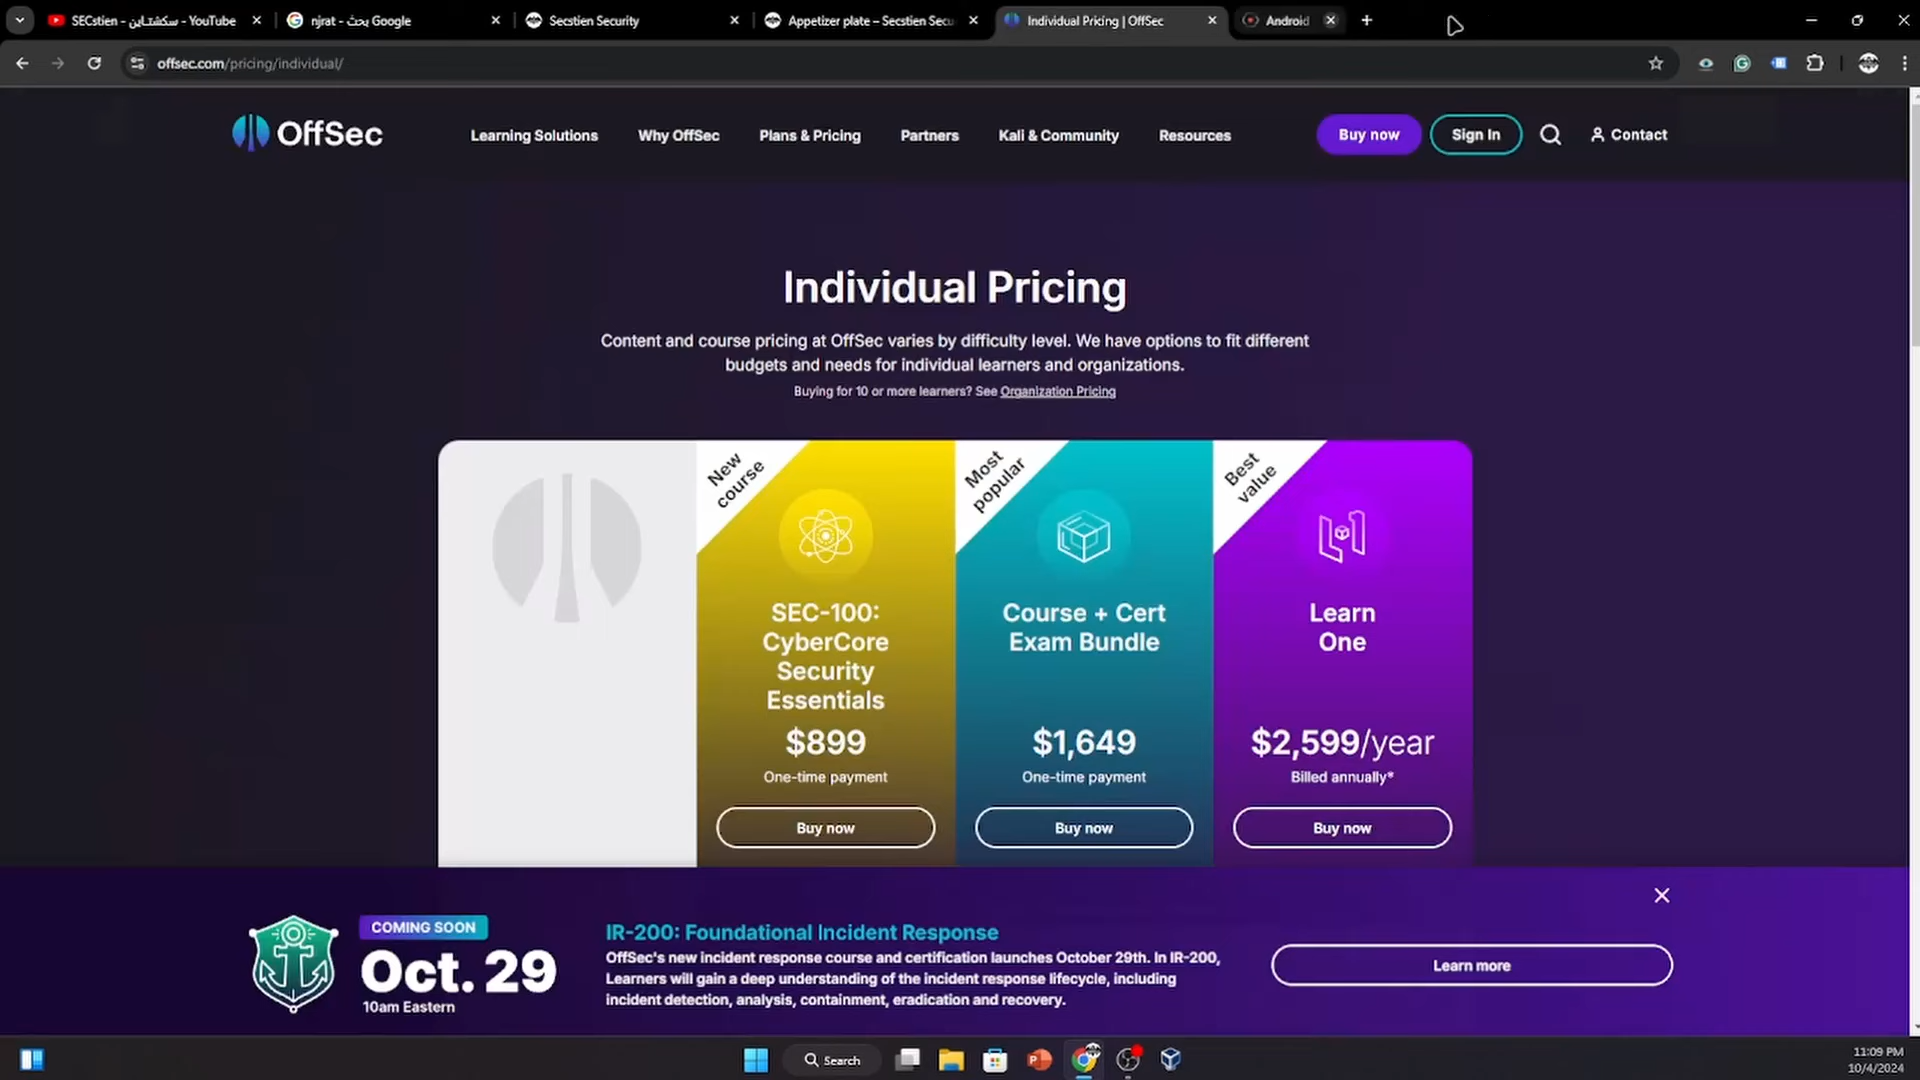 SECstien - سكشتاين - YouTube
njrat - بحث Google
Secstien Security
Appetizer plate – Secstien Secu
Individual Pricing | OffSec
Android
offsec.com/pricing/individual/
OffSec
Learning Solutions
Why OffSec
Plans & Pricing
Partners
Kali & Community
Resources
Buy now
Sign In
Contact
Individual Pricing
Content and course pricing at OffSec varies by difficulty level. We have options to fit different
budgets and needs for individual learners and organizations.
Buying for 10 or more learners? See Organization Pricing
New
course
SEC-100:
CyberCore
Security
Essentials
$899
One-time payment
Buy now
Most
popular
Course + Cert
Exam Bundle
$1,649
One-time payment
Buy now
Best
value
Learn
One
$2,599/year
Billed annually*
Buy now
COMING SOON
Oct. 29
10am Eastern
IR-200: Foundational Incident Response
OffSec's new incident response course and certification launches October 29th. In IR-200,
Learners will gain a deep understanding of the incident response lifecycle, including
incident detection, analysis, containment, eradication and recovery.
Learn more
Search
11:09 PM
10/4/2024